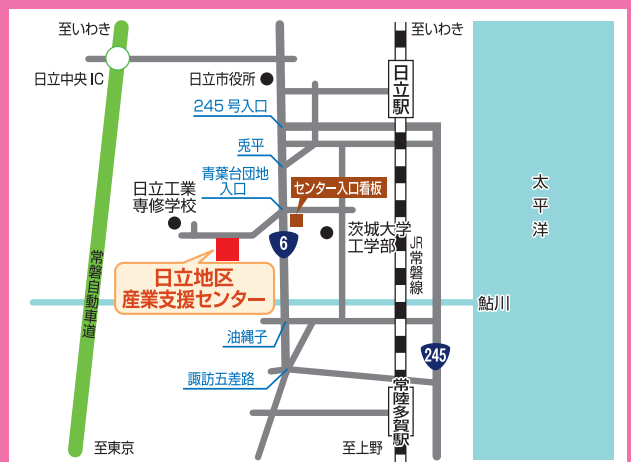 至いわき
至いわき
日立中央IC
日立市役所
日立駅
245号入口
兎平
青葉台団地
入口
センター入口看板
日立工業
専修学校
茨城大学
工学部
太平洋
6
JR常磐線
常磐自動車道
日立地区
産業支援センター
鮎川
油縄子
245
諏訪五差路
常陸多賀駅
至東京
至上野